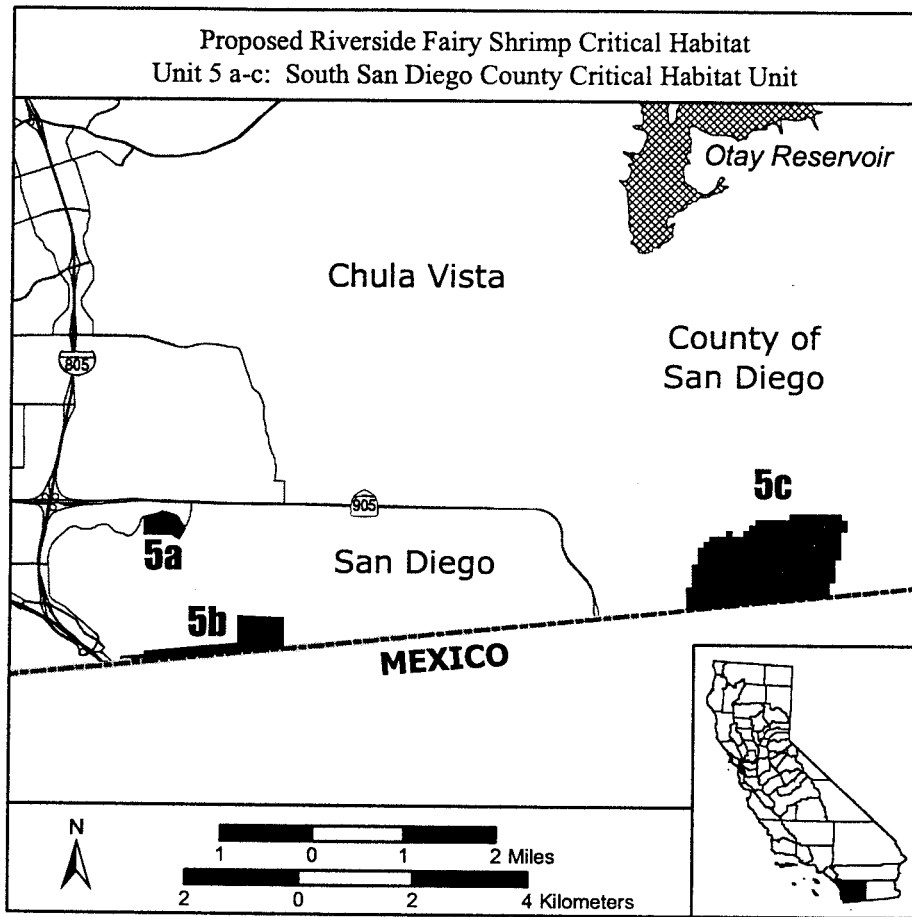 Proposed Riverside Fairy Shrimp Critical Habitat
Unit 5 a-c: South San Diego County Critical Habitat Unit
Otay Reservoir
Chula Vista
County of
San Diego
805
905
5c
5a
San Diego
5b
MEXICO
N
1 0 1 2 Miles
2 0 2 4 Kilometers